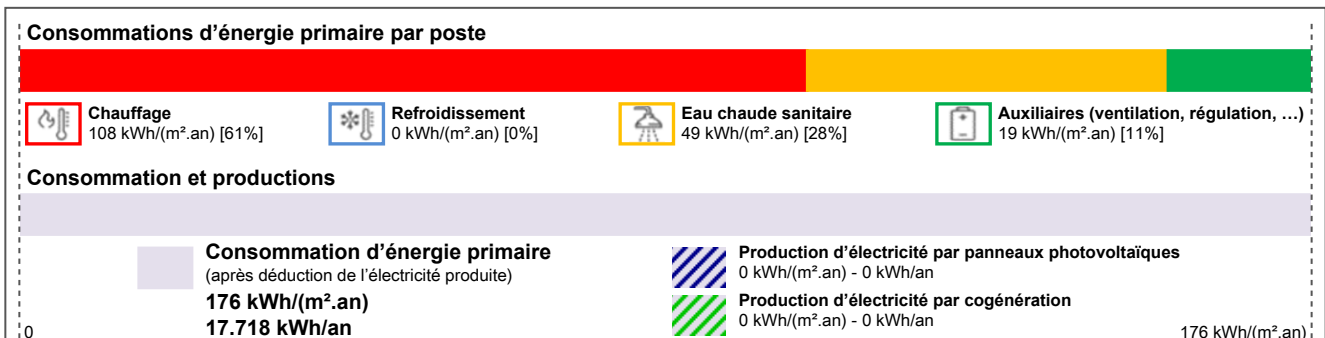 Consommations d’énergie primaire par poste
Chauffage
108 kWh/(m².an) [61%]
Refroidissement
0 kWh/(m².an) [0%]
Eau chaude sanitaire
49 kWh/(m².an) [28%]
Auxiliaires (ventilation, régulation, …)
19 kWh/(m².an) [11%]
Consommation et productions
Consommation d’énergie primaire
(après déduction de l’électricité produite)
176 kWh/(m².an)
17.718 kWh/an
Production d’électricité par panneaux photovoltaïques
0 kWh/(m².an) - 0 kWh/an
Production d’électricité par cogénération
0 kWh/(m².an) - 0 kWh/an
0
176 kWh/(m².an)